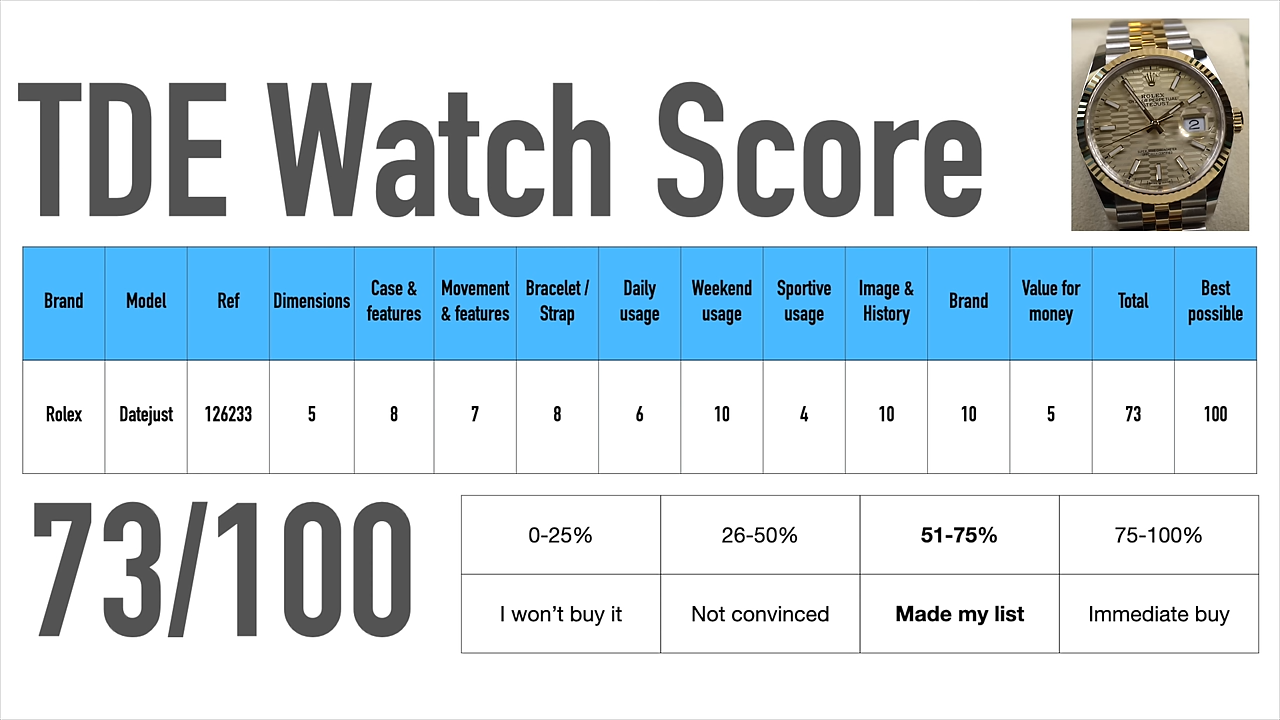 TDE Watch Score
ROLEX
2
Brand Model Ref Dimensions Case & features Movement & features Bracelet / Strap Daily usage Weekend usage Sportive usage Image & History Brand Value for money Total Best possible
Rolex Datejust 126233 5 8 7 8 6 10 4 10 10 5 73 100
73/100
0-25% 26-50% 51-75% 75-100%
I won’t buy it Not convinced Made my list Immediate buy